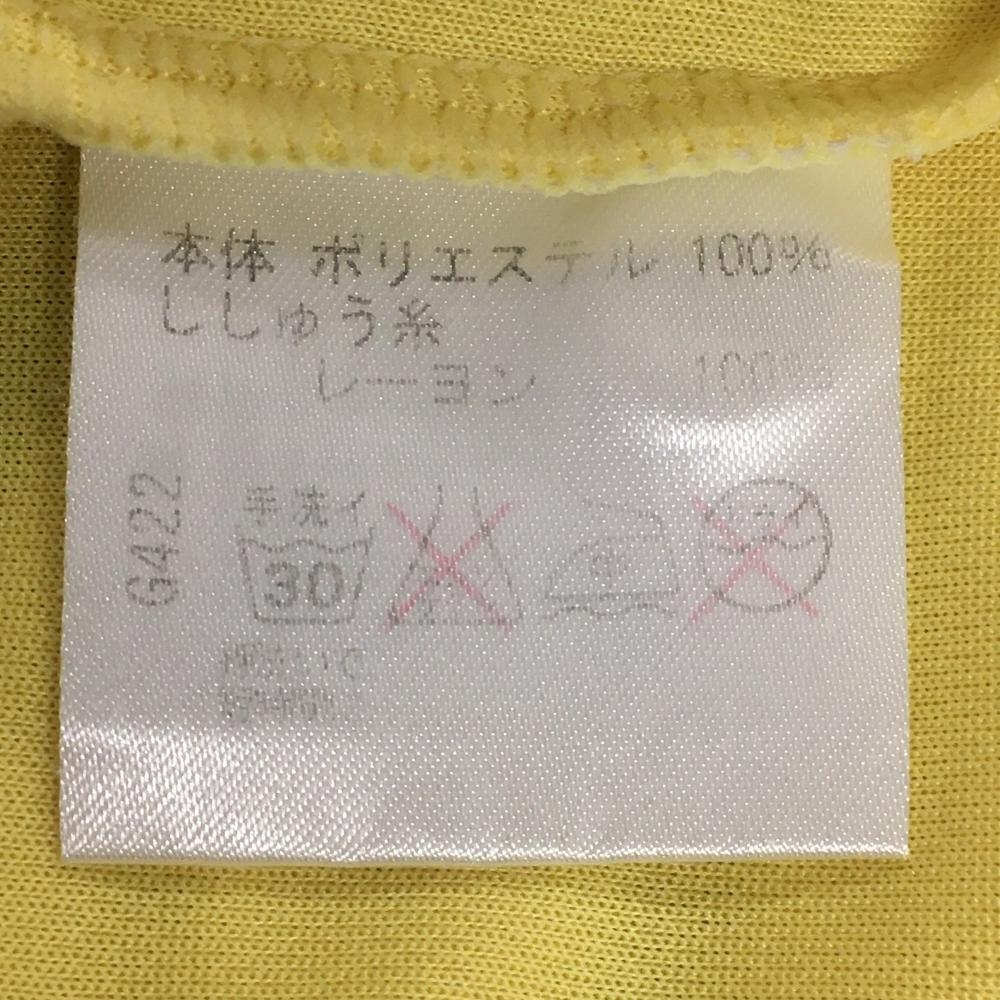 本体 ポリエステル 100%
ししゅう糸
レーヨン 100%
G422
手洗イ
30
中